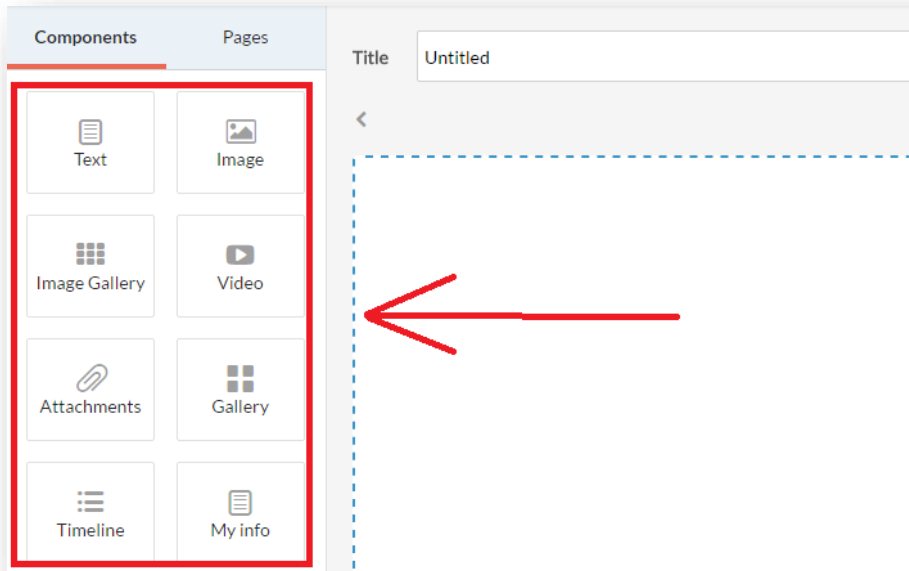 Components Pages
Title Untitled
Text Image
Image Gallery Video
Attachments Gallery
Timeline My info